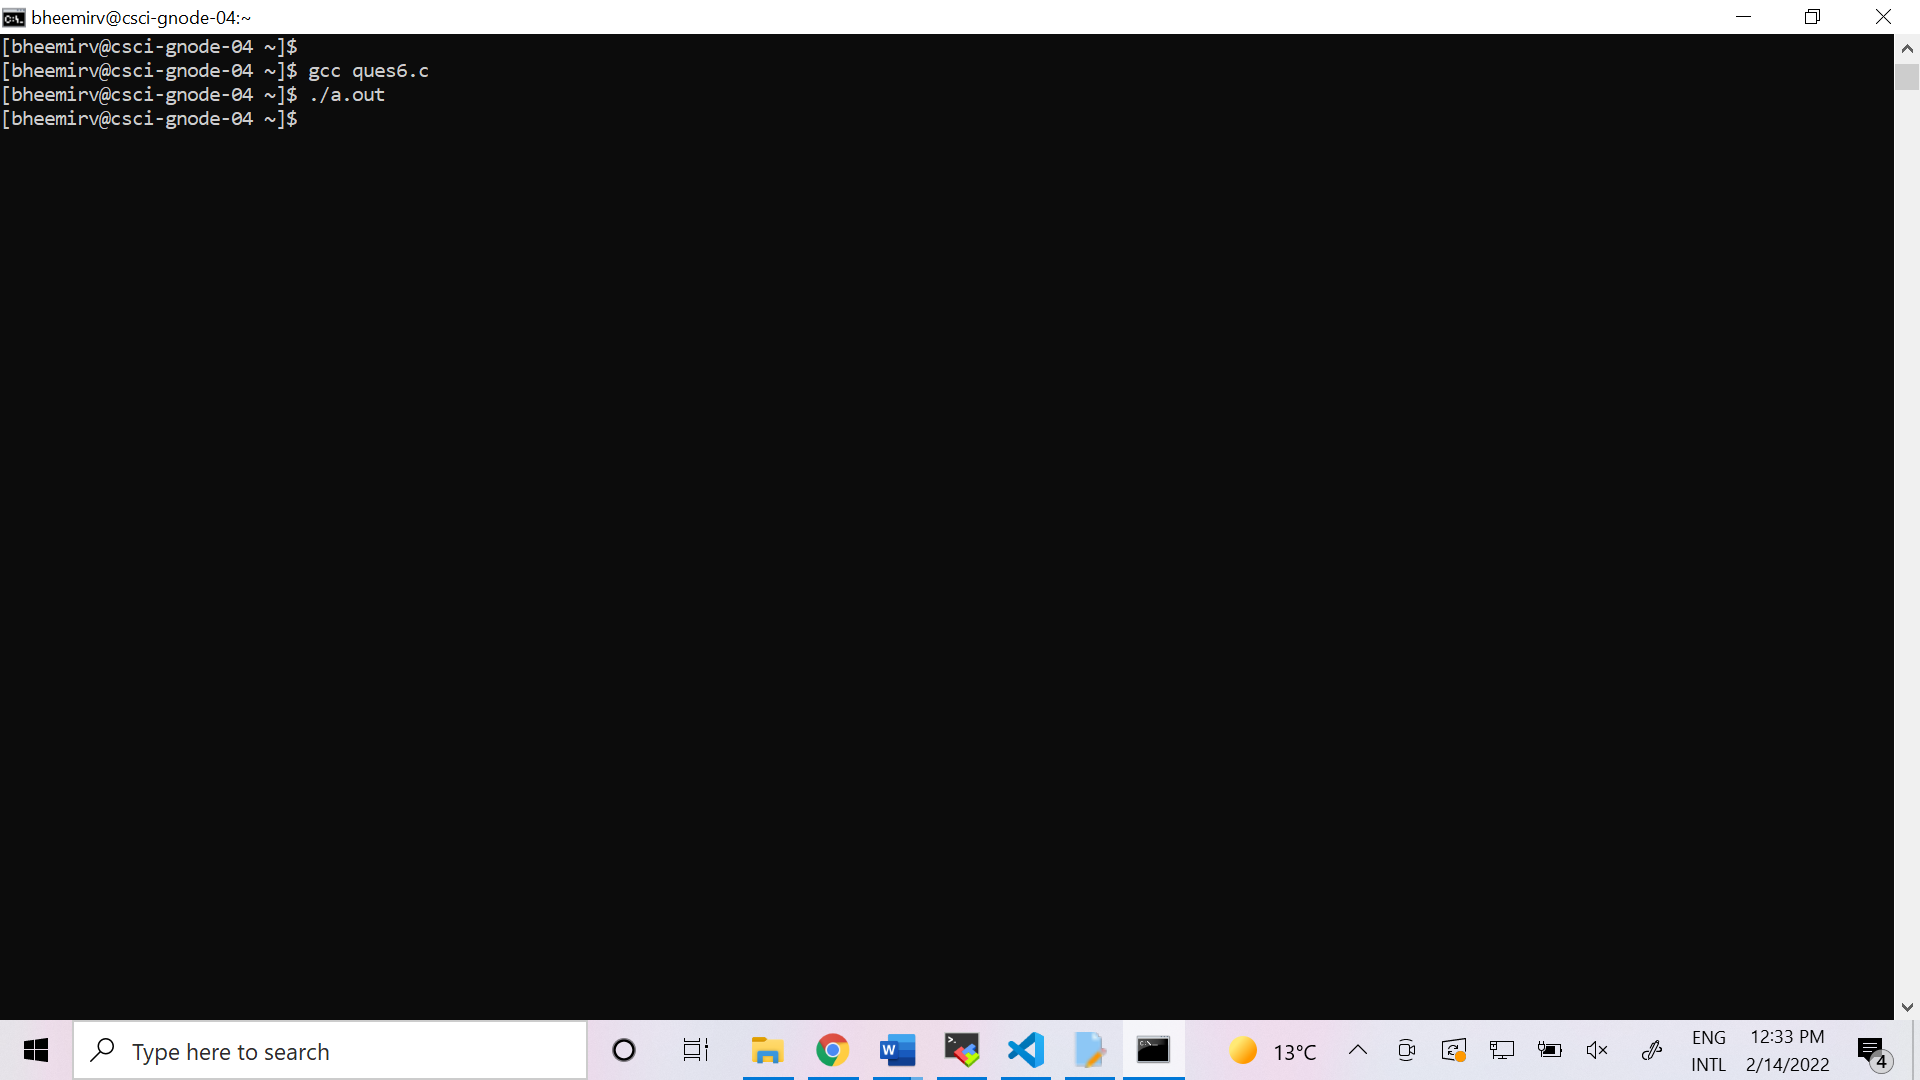 bheemirv@csci-gnode-04:~
[bheemirv@csci-gnode-04 ~]$
[bheemirv@csci-gnode-04 ~]$ gcc ques6.c
[bheemirv@csci-gnode-04 ~]$ ./a.out
[bheemirv@csci-gnode-04 ~]$
Type here to search
13°C
ENG
INTL
12:33 PM
2/14/2022
4